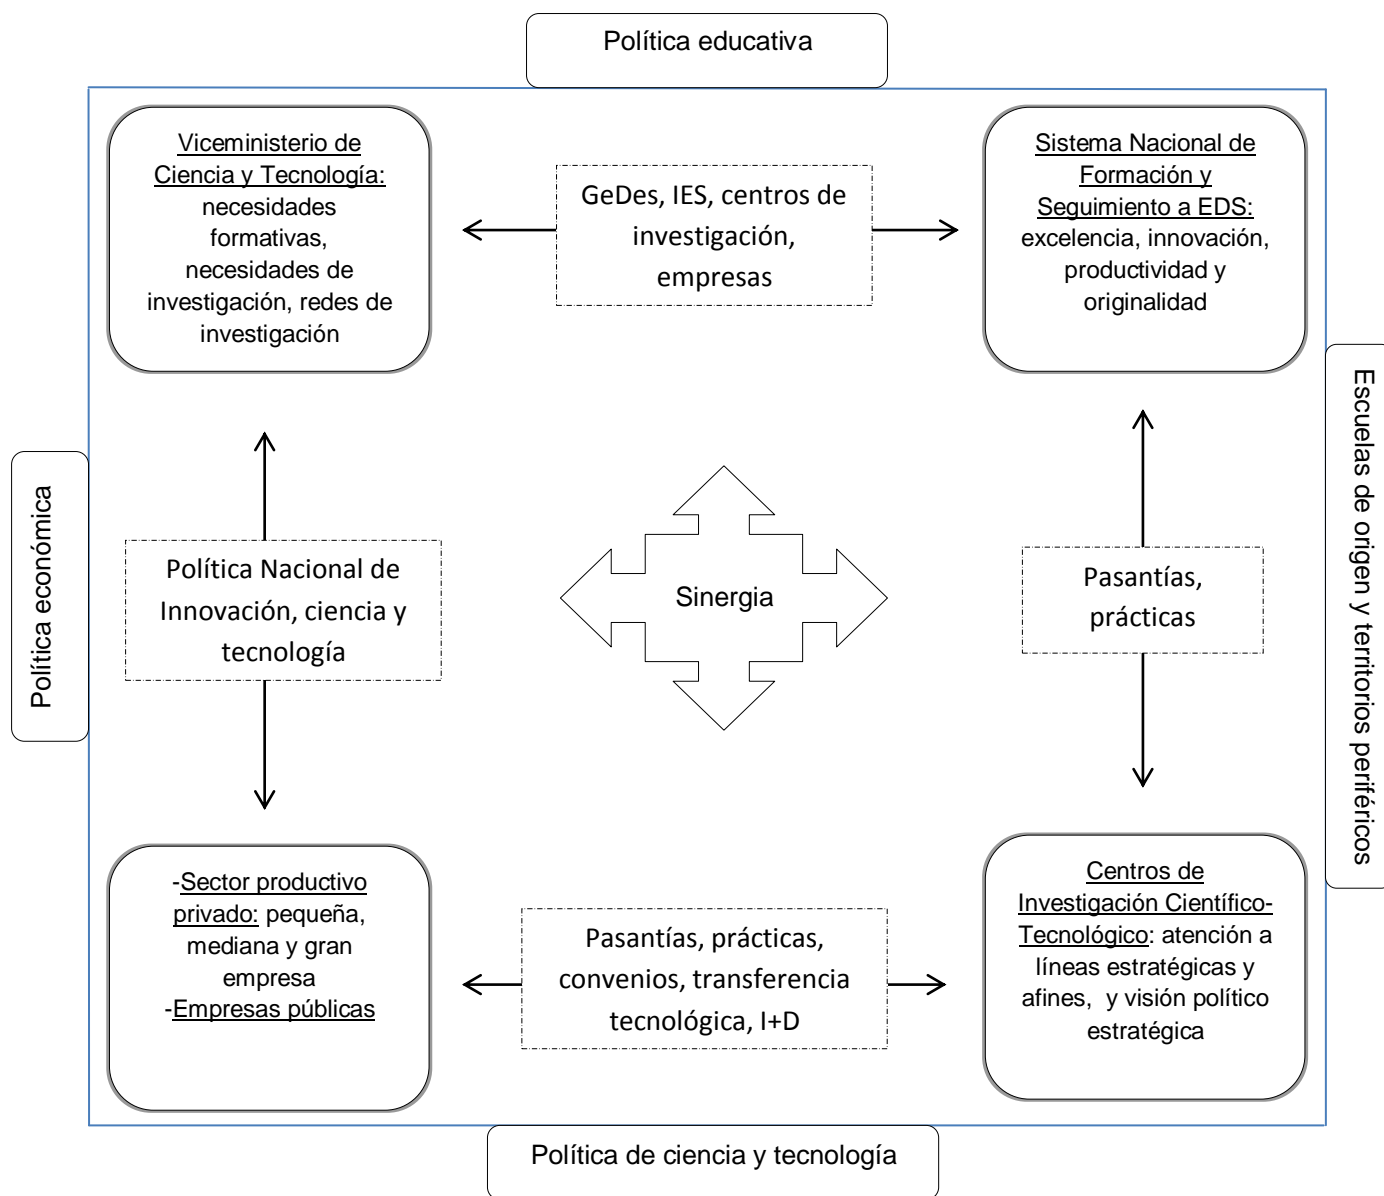 Política educativa
Viceministerio de
Ciencia y Tecnología:
necesidades
formativas,
necesidades de
investigación, redes de
investigación
GeDes, IES, centros de
investigación,
empresas
Sistema Nacional de
Formación y
Seguimiento a EDS:
excelencia, innovación,
productividad y
originalidad
Política económica
Política Nacional de
Innovación, ciencia y
tecnología
Sinergia
Pasantías,
prácticas
Escuelas de origen y territorios periféricos
-Sector productivo
privado: pequeña,
mediana y gran
empresa
-Empresas públicas
Pasantías, prácticas,
convenios, transferencia
tecnológica, I+D
Centros de
Investigación Científico-
Tecnológico: atención a
líneas estratégicas y
afines,  y visión político
estratégica
Política de ciencia y tecnología